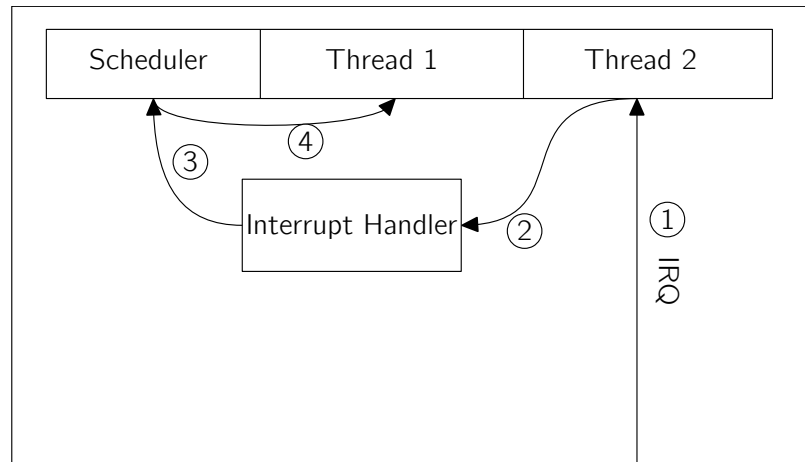 Scheduler
Thread 1
Thread 2
4
3
Interrupt Handler
2
1
IRQ